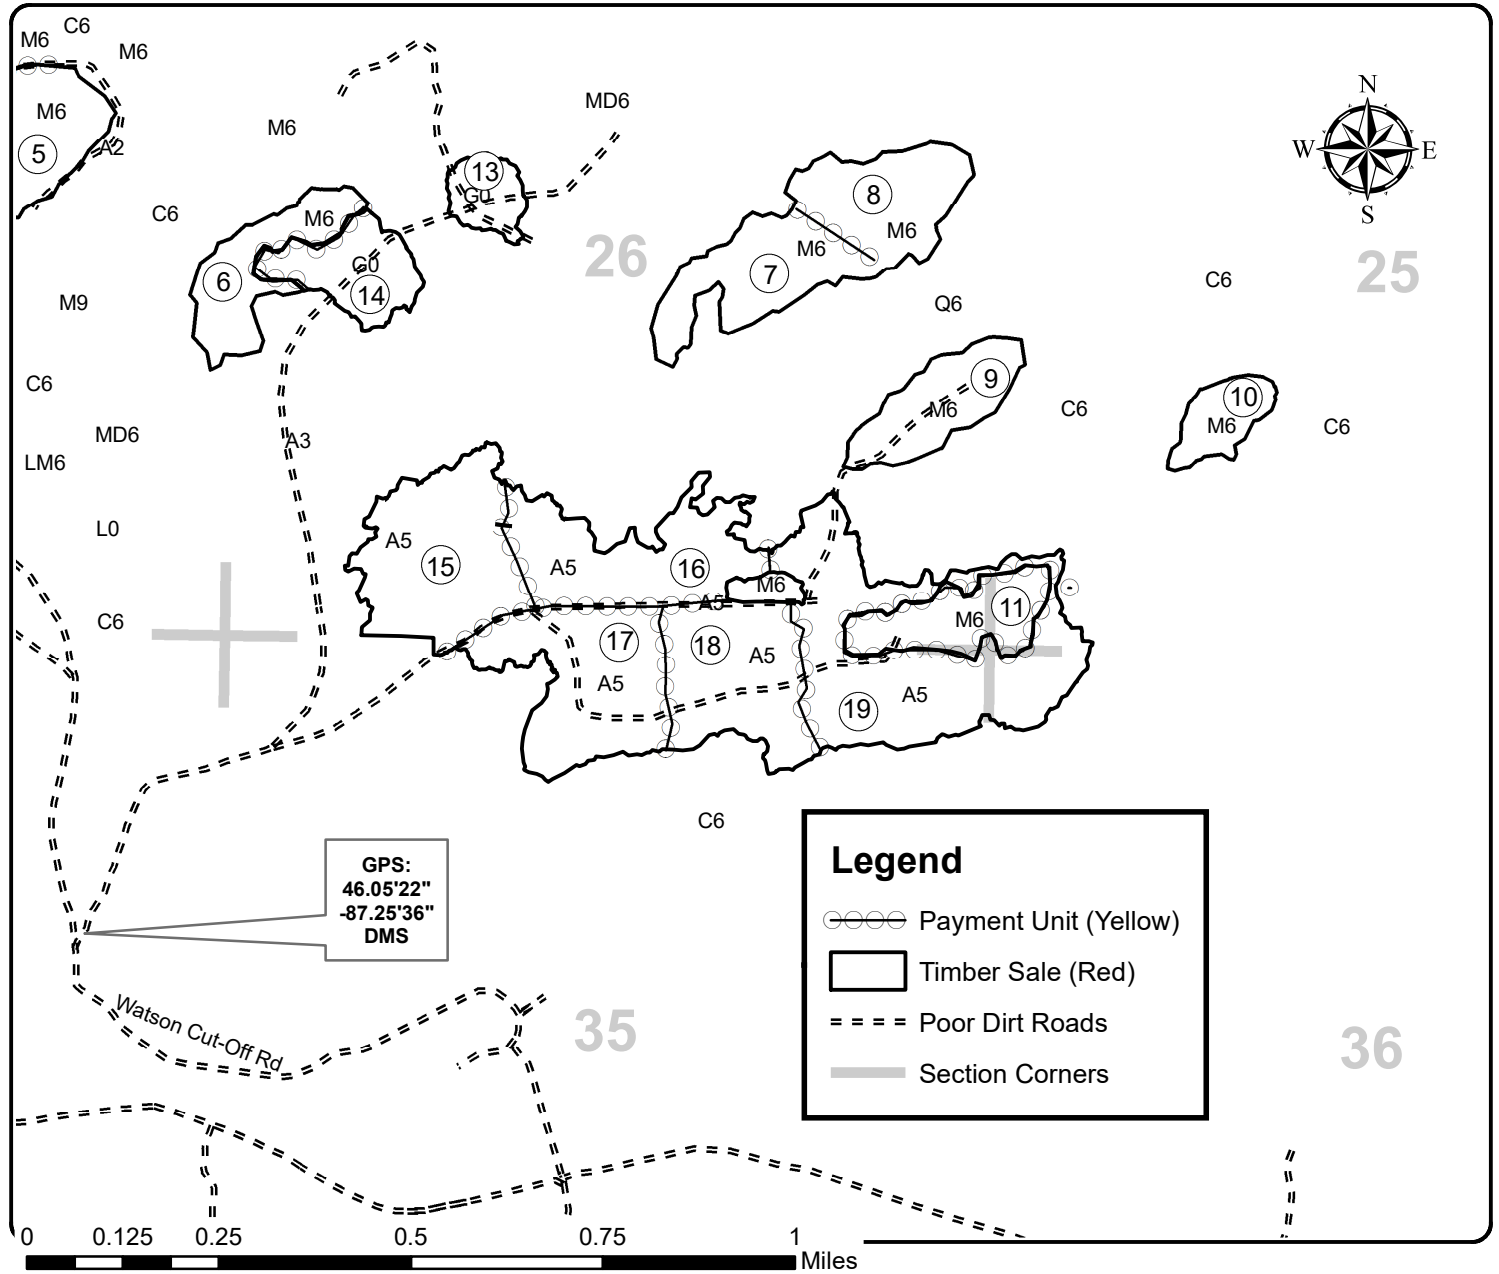 C6
M6
M6
M6
5
A2
M6
MD6
13
G0
C6
M6
6
G0
14
26
8
M6
M6
7
N
W
E
S
25
C6
M9
Q6
C6
9
M6
C6
10
M6
C6
MD6
A3
LM6
L0
A5
15
A5
16
M6
A5
C6
17
18
A5
A5
M6
11
19
A5
C6
GPS:
46.05'22"
-87.25'36"
DMS
Watson Cut-Off Rd
35
36
Legend
Payment Unit (Yellow)
Timber Sale (Red)
Poor Dirt Roads
Section Corners
0 0.125 0.25 0.5 0.75 1
Miles